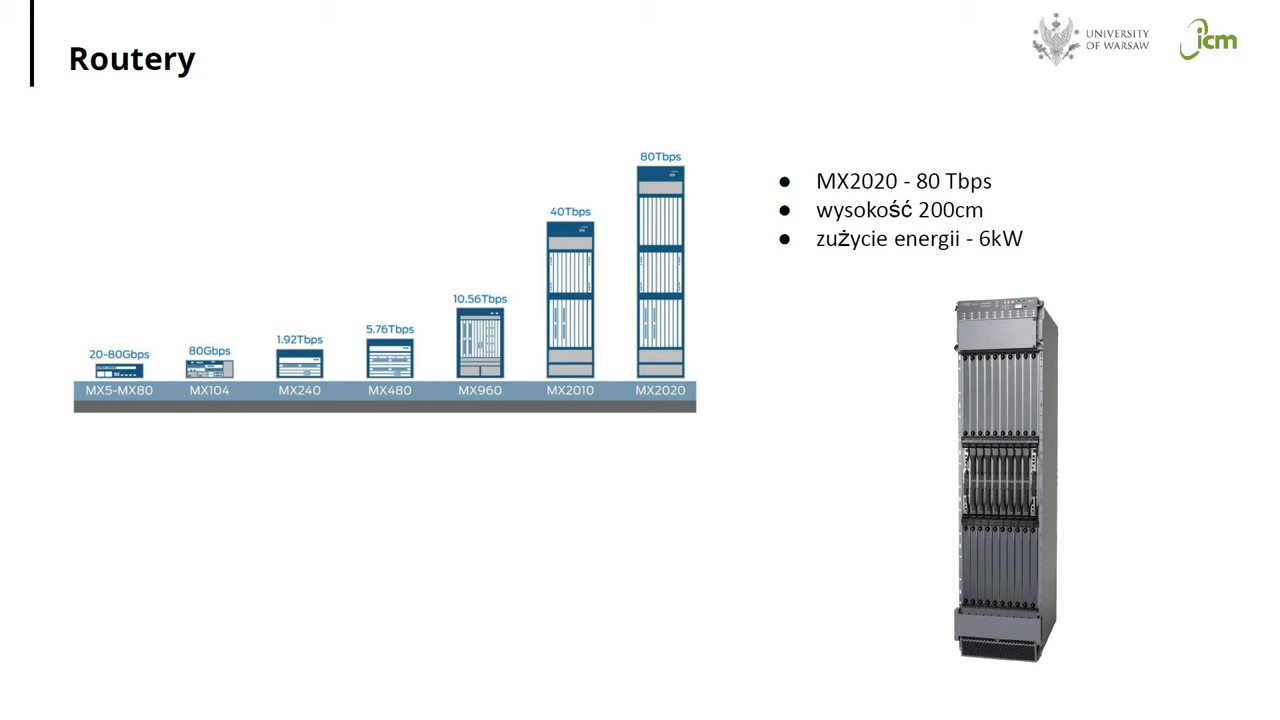 Routery
UNIVERSITY
OF WARSAW
icm
80Tbps
40Tbps
10.56Tbps
5.76Tbps
1.92Tbps
80Gbps
20-80Gbps
MX5-MX80 MX104 MX240 MX480 MX960 MX2010 MX2020
● MX2020 - 80 Tbps
● wysokość 200cm
● zużycie energii - 6kW